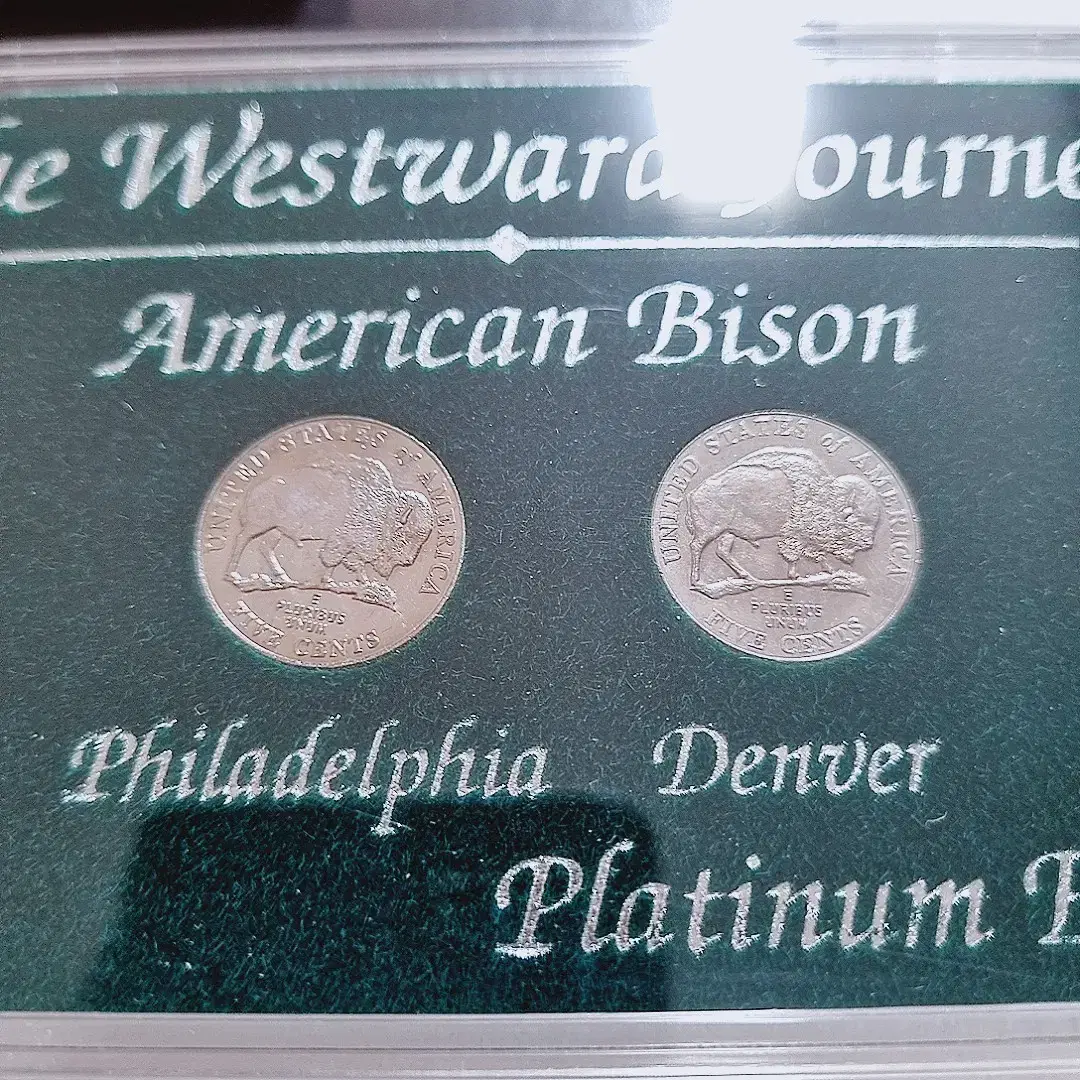 Westward Journe
American Bison
UNITED STATES of AMERICA
E
PLURIBUS
UNUM
FIVE CENTS
UNITED STATES of AMERICA
E
PLURIBUS
UNUM
FIVE CENTS
Philadelphia Denver
Platinum